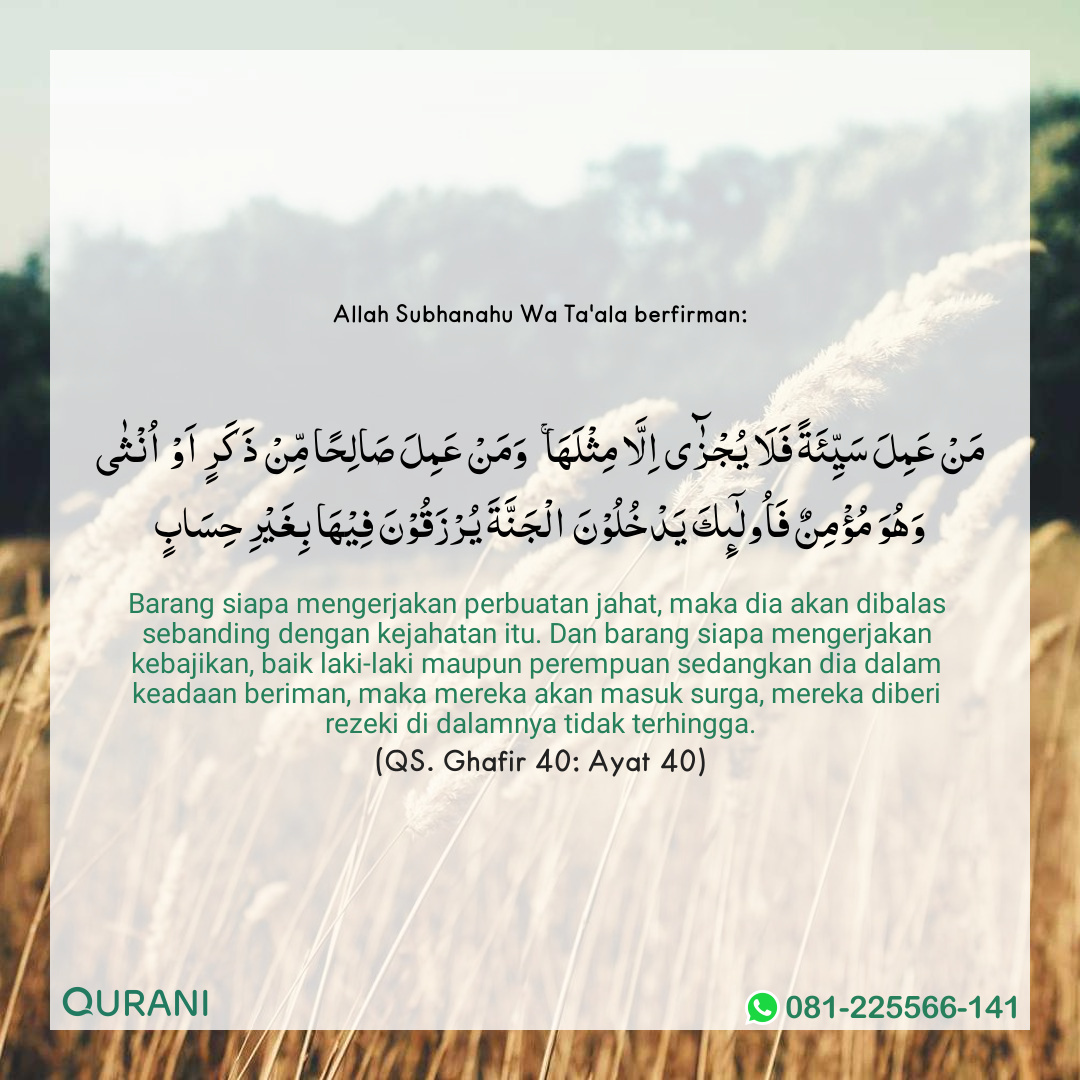 Allah Subhanahu Wa Ta'ala berfirman:
مَنْ عَمِلَ سَيِّئَةً فَلَا يُجْزٰٓى اِلَّا مِثْلَهَاۚ وَمَنْ عَمِلَ صَالِحًا مِّنْ ذَكَرٍ اَوْ اُنْثٰى
وَهُوَ مُؤْمِنٌ فَاُولٰۤىِٕكَ يَدْخُلُوْنَ الْجَنَّةَ يُرْزَقُوْنَ فِيْهَا بِغَيْرِ حِسَابٍ
Barang siapa mengerjakan perbuatan jahat, maka dia akan dibalas
sebanding dengan kejahatan itu. Dan barang siapa mengerjakan
kebajikan, baik laki-laki maupun perempuan sedangkan dia dalam
keadaan beriman, maka mereka akan masuk surga, mereka diberi
rezeki di dalamnya tidak terhingga.
(QS. Ghafir 40: Ayat 40)
QURANI
081-225566-141